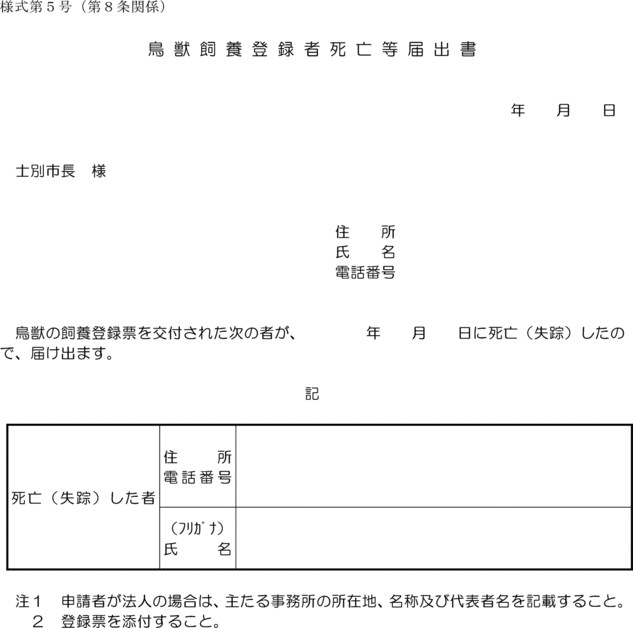 様式第５号（第８条関係）
鳥獣飼養登録者死亡等届出書
年　　月　　日
士別市長　様
住　　所
氏　　名
電話番号
鳥獣の飼養登録票を交付された次の者が、　　　　年　　月　　日に死亡（失踪）したの
で、届け出ます。
記
死亡（失踪）した者
住　　所
電話番号
（ﾌﾘｶﾞﾅ）
氏　　名
注１　申請者が法人の場合は、主たる事務所の所在地、名称及び代表者名を記載すること。
２　登録票を添付すること。